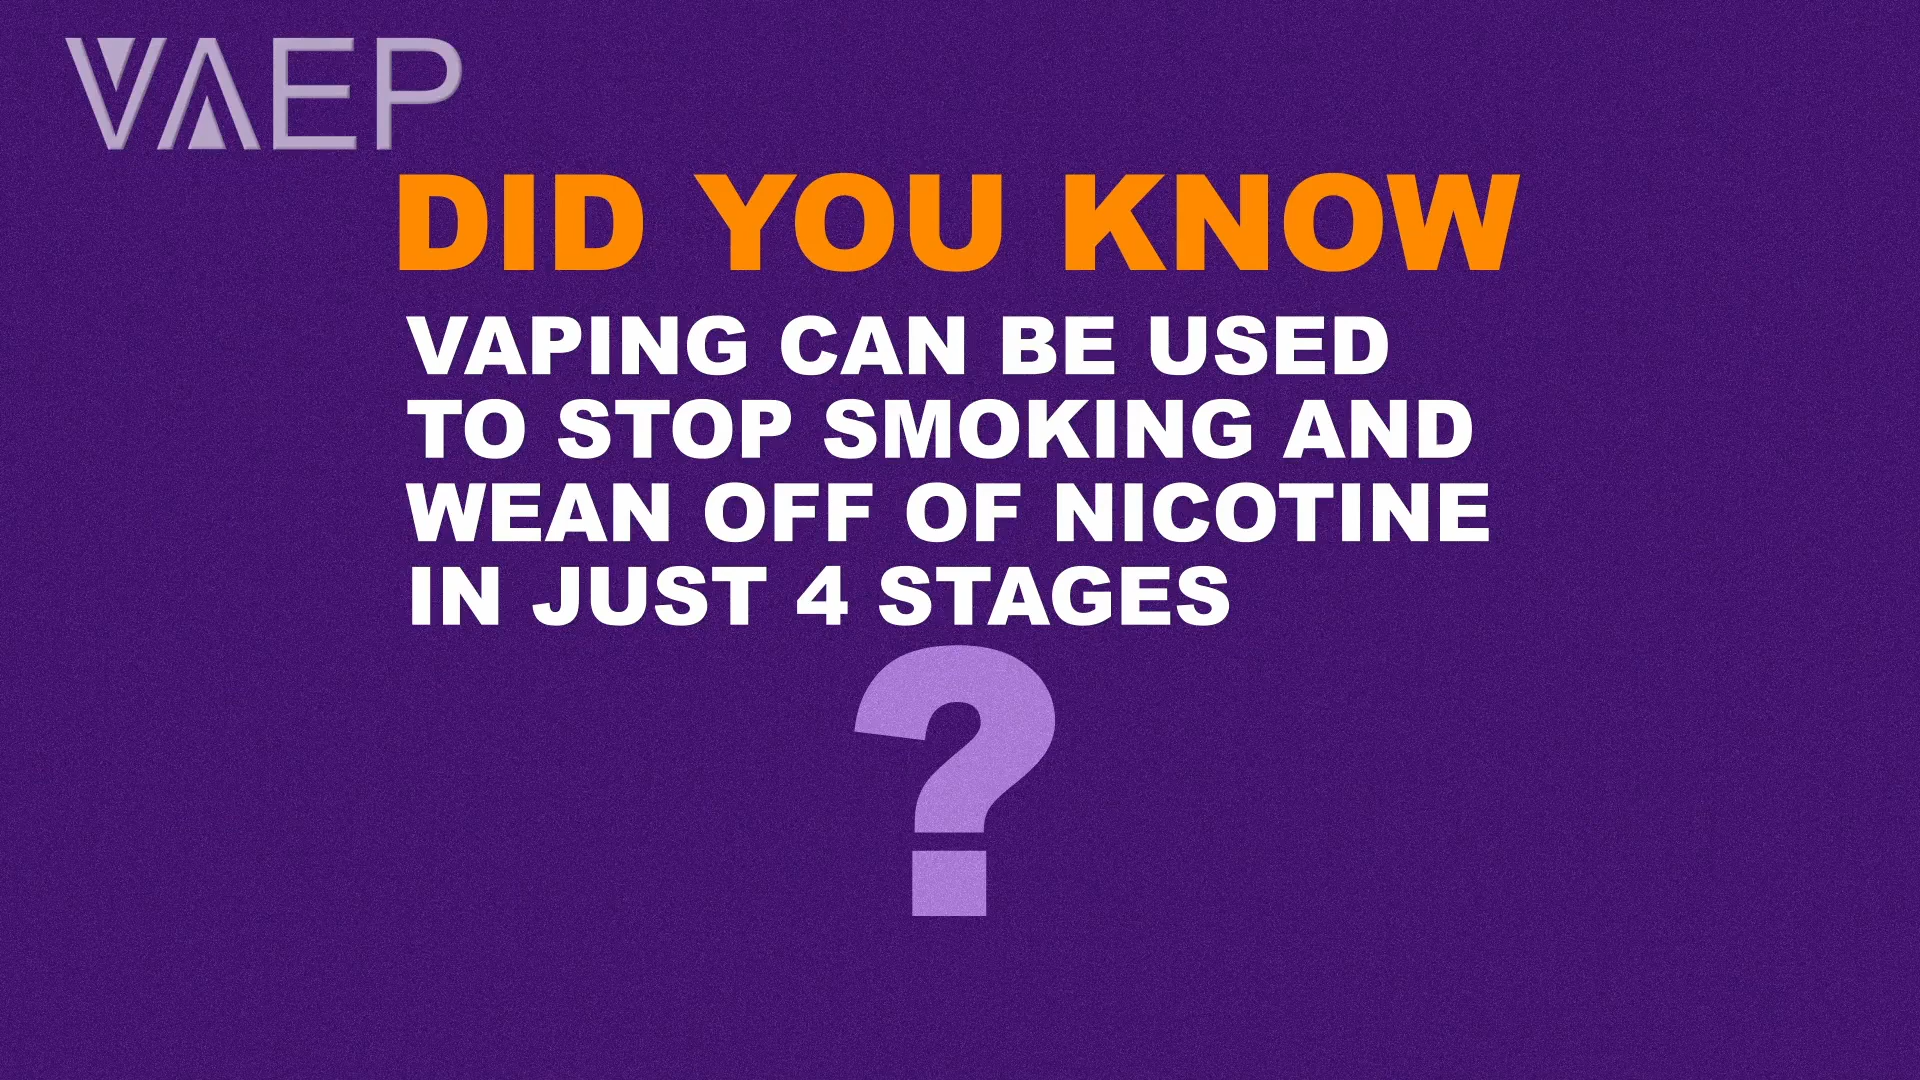 VAEP
DID YOU KNOW
VAPING CAN BE USED
TO STOP SMOKING AND
WEAN OFF OF NICOTINE
IN JUST 4 STAGES
?